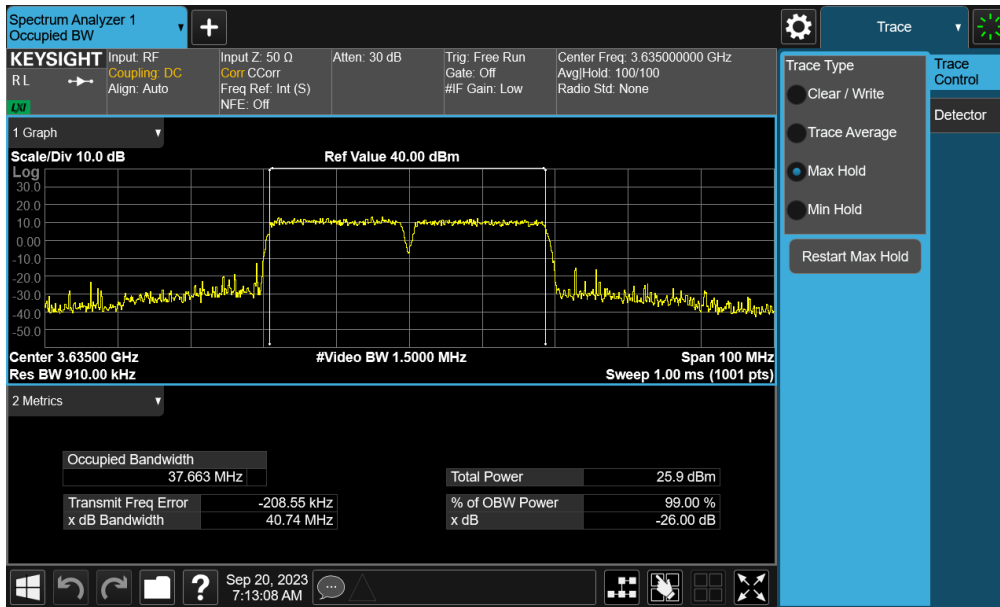 Spectrum Analyzer 1
Occupied BW
+
Trace
KEYSIGHT
R L
LXI
Input: RF
Coupling: DC
Align: Auto
Input Z: 50 Ω
Corr CCorr
Freq Ref: Int (S)
NFE: Off
Atten: 30 dB
Trig: Free Run
Gate: Off
#IF Gain: Low
Center Freq: 3.635000000 GHz
Avg|Hold: 100/100
Radio Std: None
Trace Type
Clear / Write
Trace Average
Max Hold
Min Hold
Restart Max Hold
Trace
Control
Detector
1 Graph
Scale/Div 10.0 dB
Ref Value 40.00 dBm
Log
30.0
20.0
10.0
0.00
-10.0
-20.0
-30.0
-40.0
-50.0
Center 3.63500 GHz
#Video BW 1.5000 MHz
Span 100 MHz
Res BW 910.00 kHz
Sweep 1.00 ms (1001 pts)
2 Metrics
Occupied Bandwidth
37.663 MHz
Transmit Freq Error -208.55 kHz
x dB Bandwidth 40.74 MHz
Total Power 25.9 dBm
% of OBW Power 99.00 %
x dB -26.00 dB
?
Sep 20, 2023
7:13:08 AM